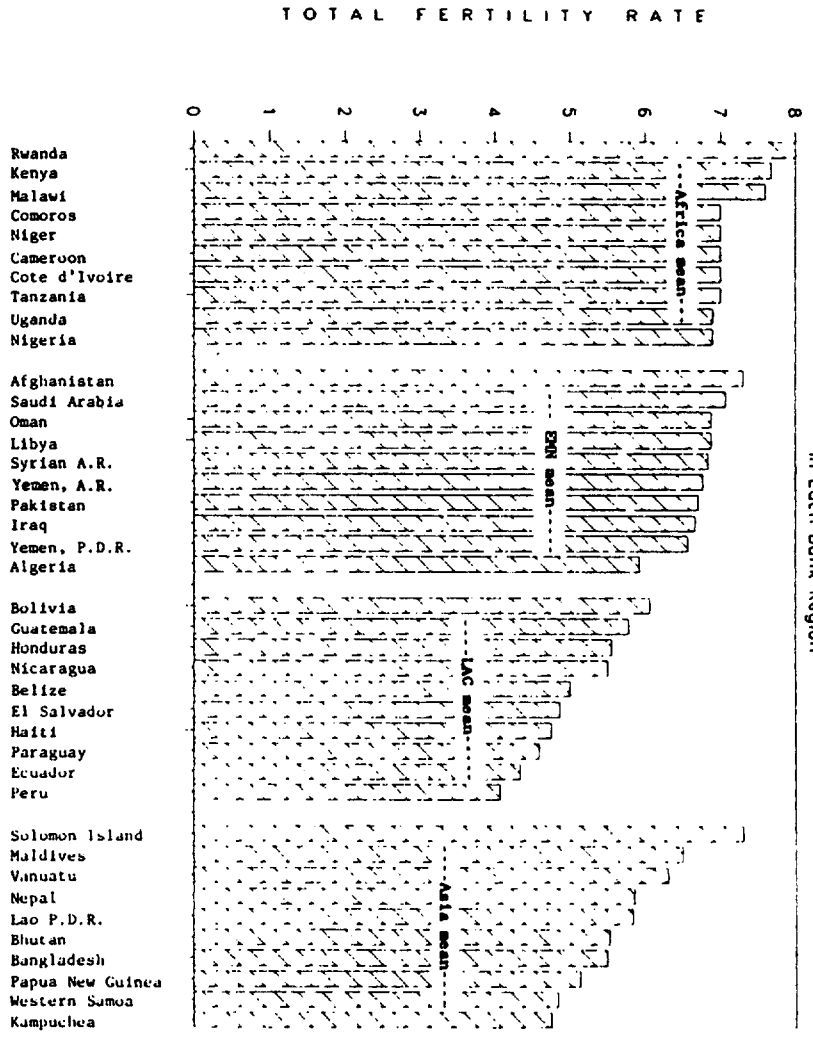 TOTAL FERTILITY RATE
0 1 2 3 4 5 6 7 8
Rwanda
Kenya
Malawi
Comoros
Niger
Cameroon
Cote d'Ivoire
Tanzania
Uganda
Nigeria
Africa mean
Afghanistan
Saudi Arabia
Oman
Libya
Syrian A.R.
Yemen, A.R.
Pakistan
Iraq
Yemen, P.D.R.
Algeria
EMN mean
Bolivia
Guatemala
Honduras
Nicaragua
Belize
El Salvador
Haiti
Paraguay
Ecuador
Peru
LAC mean
Solomon Island
Maldives
Vanuatu
Nepal
Lao P.D.R.
Bhutan
Bangladesh
Papua New Guinea
Western Samoa
Kampuchea
Asia mean